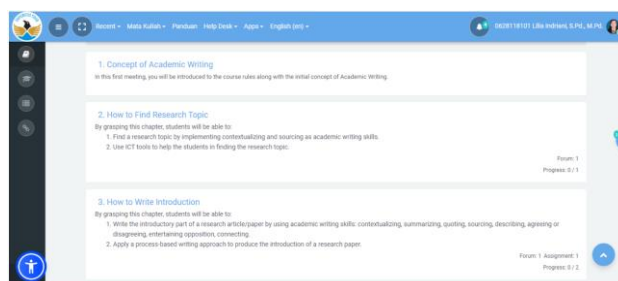 Recent Mata Kuliah Panduan Help Desk Apps English (en)
0628118101 Lilia Indriani, S.Pd., M.Pd.
1. Concept of Academic Writing
In this first meeting, you will be introduced to the course rules along with the initial concept of Academic Writing.
2. How to Find Research Topic
By grasping this chapter, students will be able to:
1. Find a research topic by implementing contextualizing and sourcing as academic writing skills.
2. Use ICT tools to help the students in finding the research topic.
Forum: 1
Progress: 0 / 1
3. How to Write Introduction
By grasping this chapter, students will be able to:
1. Write the introductory part of a research article/paper by using academic writing skills: contextualizing, summarizing, quoting, sourcing, describing, agreeing or
disagreeing, entertaining opposition, connecting.
2. Apply a process-based writing approach to produce the introduction of a research paper.
Forum: 1 Assignment: 1
Progress: 0 / 2